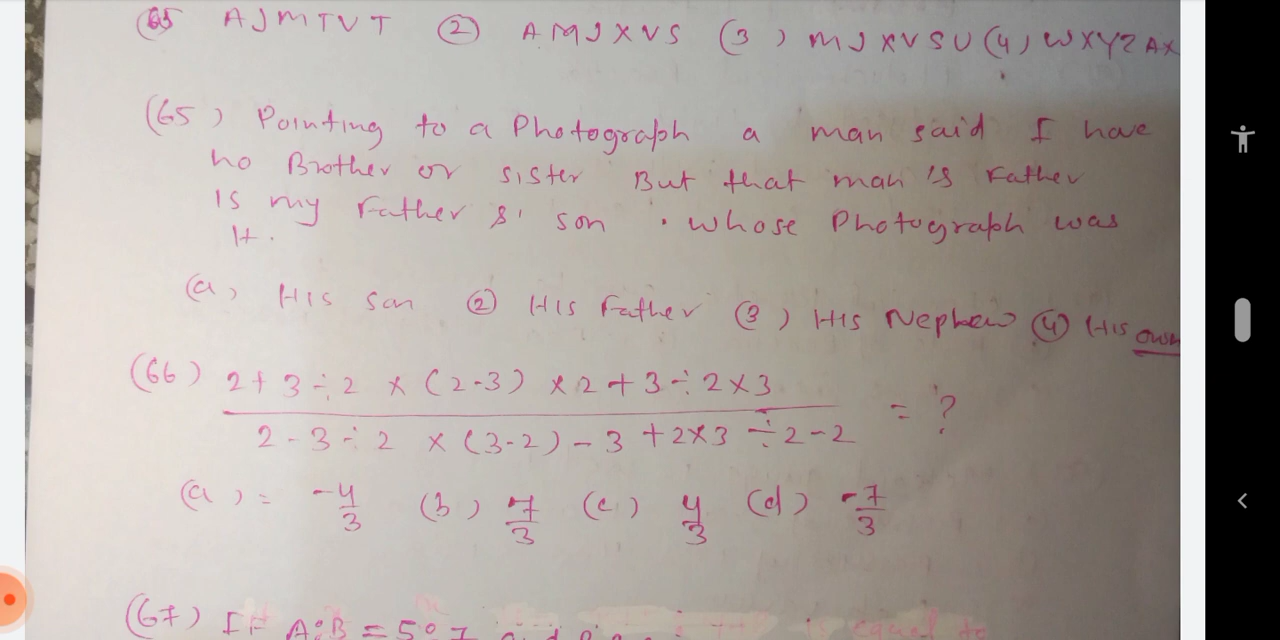 65 AJMTVT (2) AMJXVS (3) MJXVSU (4) WXYZAX
(65) Pointing to a Photograph a man said I have
no Brother or sister But that man is Father
Is my Father s' son . whose Photograph was
It.
(a) His son (2) His Father (3) His Nephew (4) His own
(66) 2+3÷2 × (2-3) ×2+3÷2×3
= ?
2-3÷2 ×(3-2)-3+2×3÷2-2
(a) = -4/3 (b) 7/3 (c) 4/3 (d) -7/3
(67) If A:B = 5:7 equal to